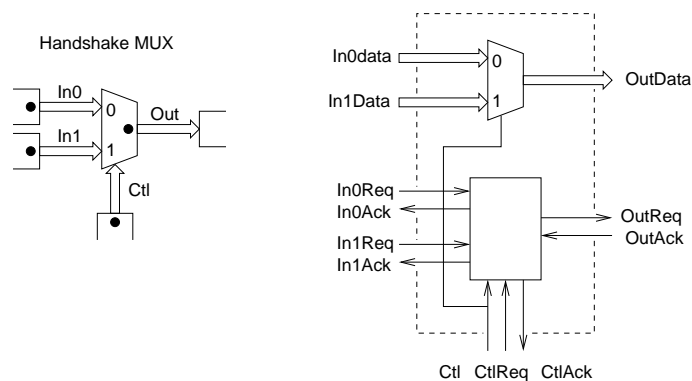 Handshake MUX
In0
0
In1
1
Out
Ctl
In0data
0
In1Data
1
OutData
In0Req
In0Ack
In1Req
In1Ack
OutReq
OutAck
Ctl CtlReq CtlAck